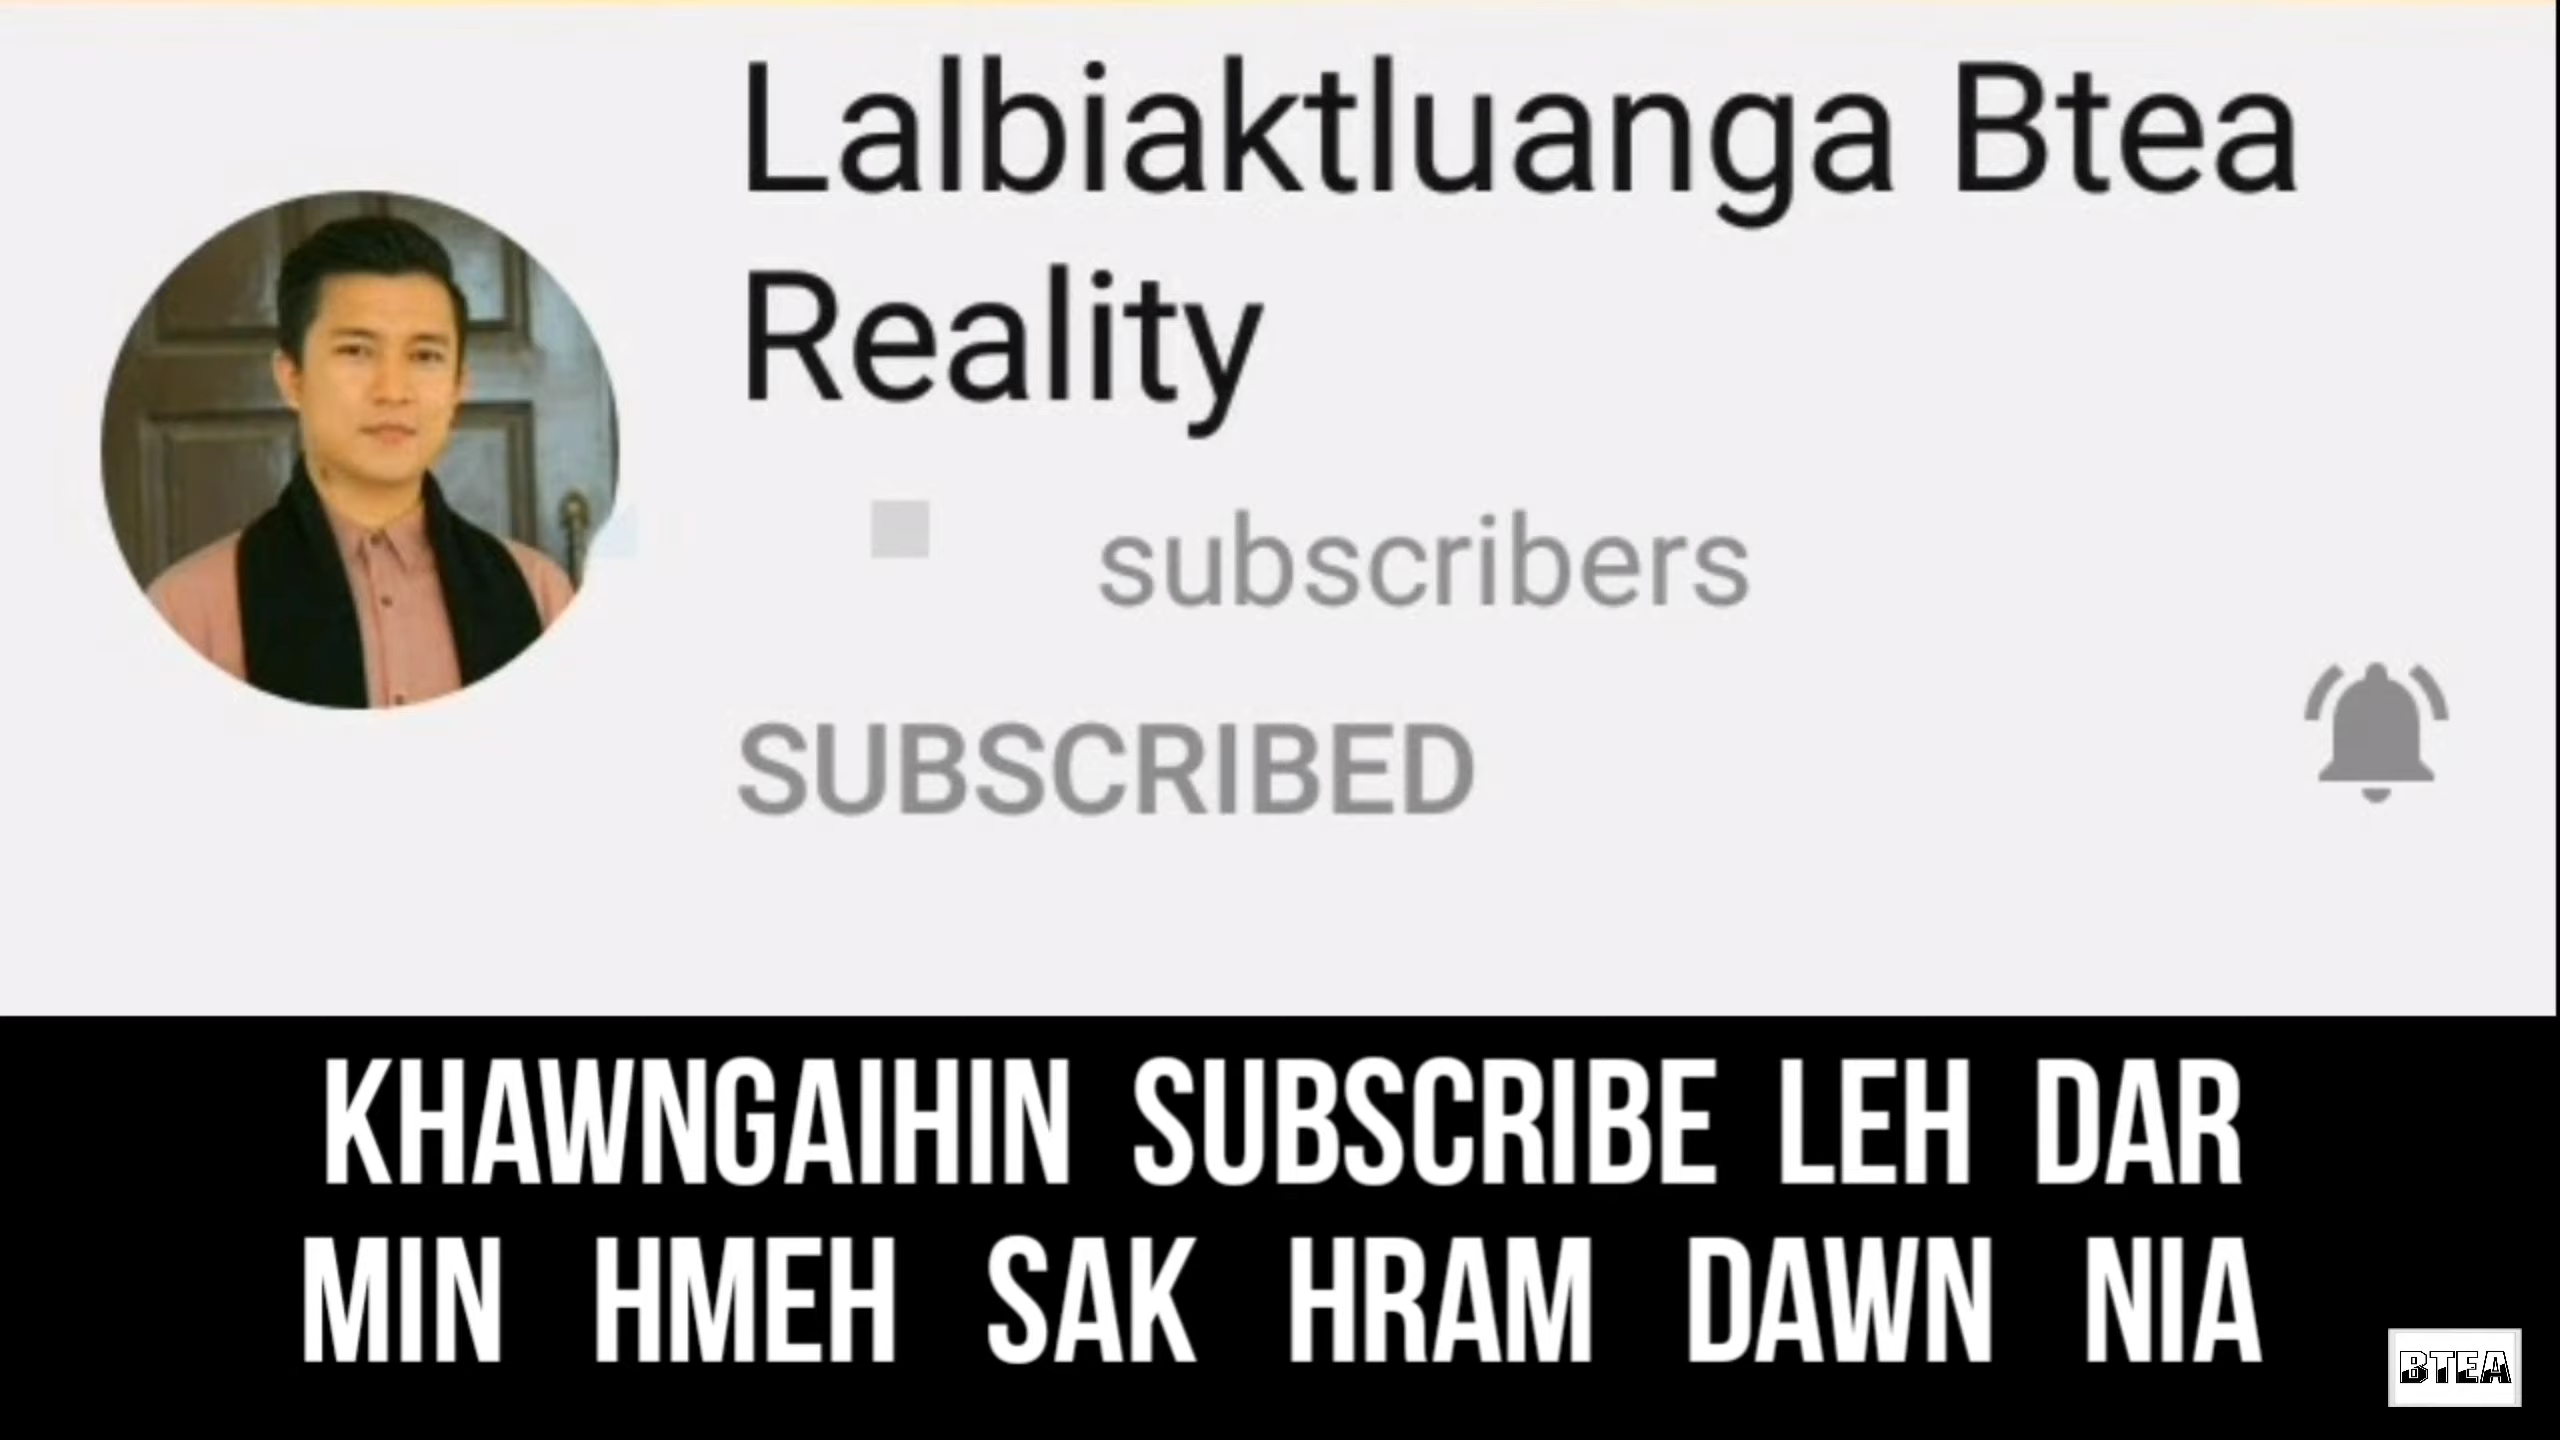 Lalbiaktluanga Btea
Reality
subscribers
SUBSCRIBED
KHAWNGAIHIN SUBSCRIBE LEH DAR
MIN HMEH SAK HRAM DAWN NIA
BTEA